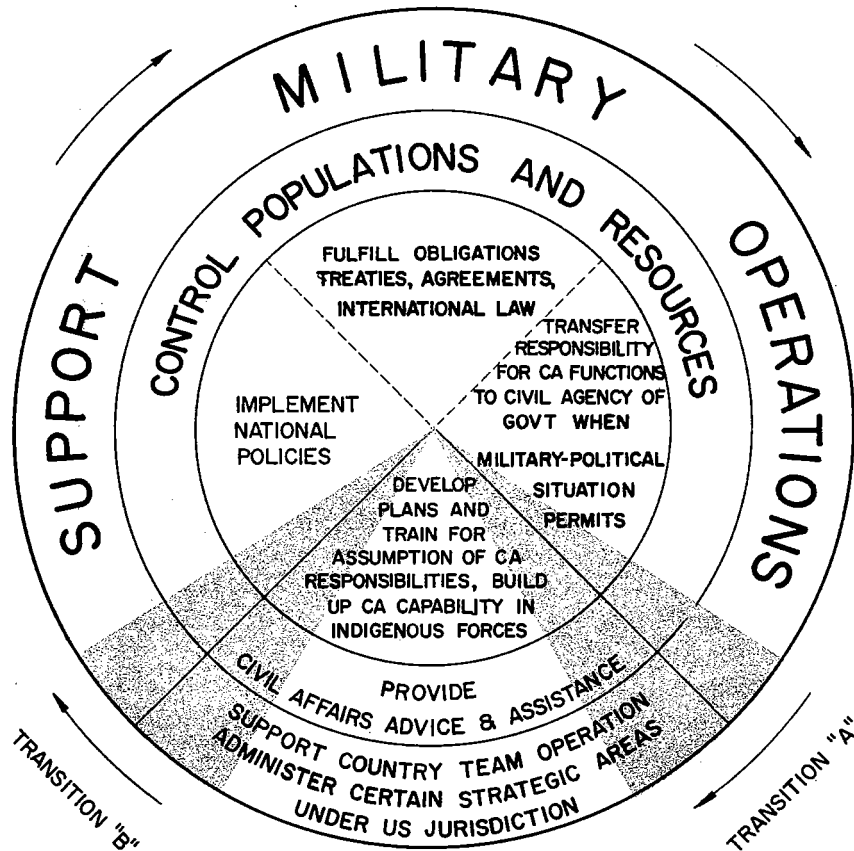 SUPPORT MILITARY OPERATIONS
CONTROL POPULATIONS AND RESOURCES
FULFILL OBLIGATIONS
TREATIES, AGREEMENTS,
INTERNATIONAL LAW
TRANSFER
RESPONSIBILITY
FOR CA FUNCTIONS
TO CIVIL AGENCY OF
GOVT WHEN
MILITARY-POLITICAL
SITUATION
PERMITS
IMPLEMENT
NATIONAL
POLICIES
DEVELOP
PLANS AND
TRAIN FOR
ASSUMPTION OF CA
RESPONSIBILITIES, BUILD
UP CA CAPABILITY IN
INDIGENOUS FORCES
PROVIDE
CIVIL AFFAIRS ADVICE & ASSISTANCE
SUPPORT COUNTRY TEAM OPERATION
ADMINISTER CERTAIN STRATEGIC AREAS
UNDER US JURISDICTION
TRANSITION "B"
TRANSITION "A"